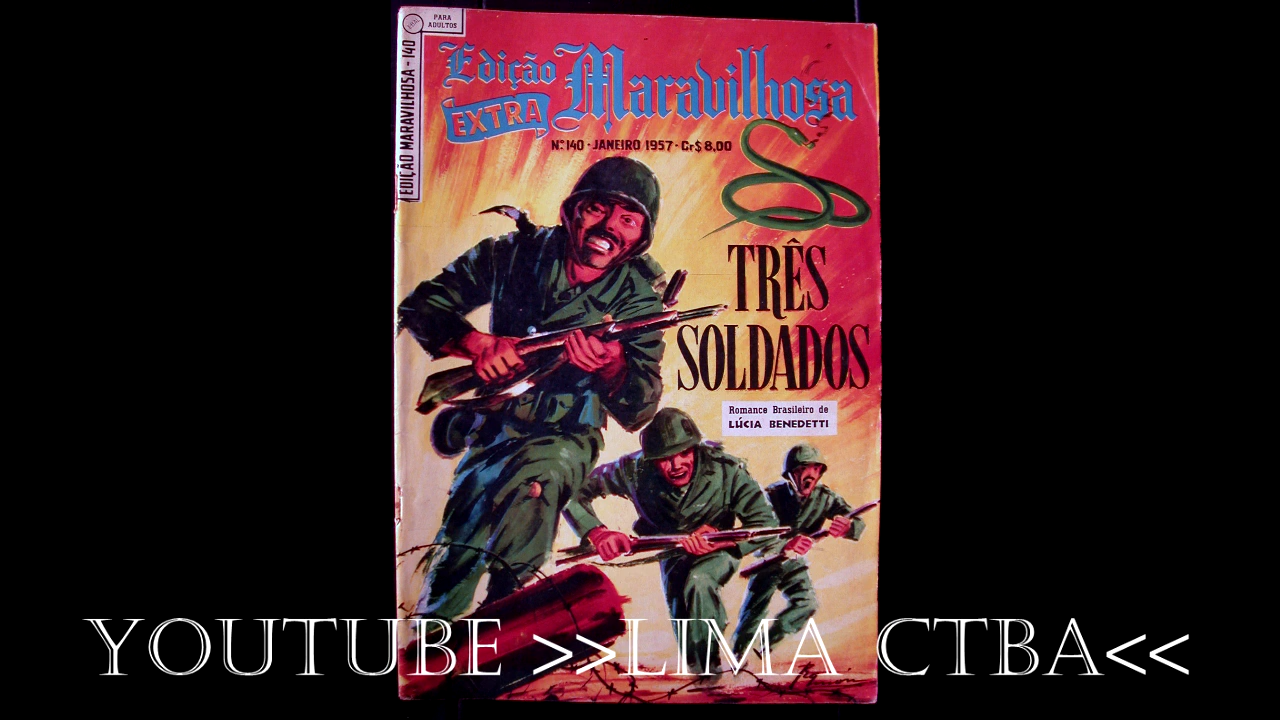 PARA
ADULTOS
EDIÇÃO MARAVILHOSA - 140
Edição Maravilhosa
EXTRA
N.º 140 · JANEIRO 1957 · Cr$ 8,00
TRÊS
SOLDADOS
Romance Brasileiro de
LÚCIA BENEDETTI
YOUTUBE >>LIMA CTBA<<